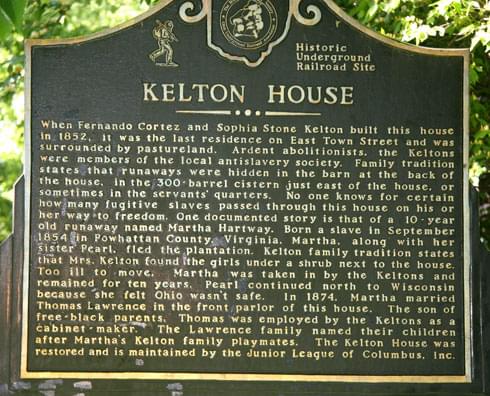 Historic
Underground
Railroad Site
KELTON HOUSE
When Fernando Cortez and Sophia Stone Kelton built this house
in 1852, it was the last residence on East Town Street and was
surrounded by pastureland. Ardent abolitionists, the Keltons
were members of the local antislavery society. Family tradition
states that runaways were hidden in the barn at the back of
the house, in the 300-barrel cistern just east of the house, or
sometimes in the servants' quarters. No one knows for certain
how many fugitive slaves passed through this house on his or
her way to freedom. One documented story is that of a 10-year
old runaway named Martha Hartway. Born a slave in September
1854 in Powhattan County, Virginia, Martha, along with her
sister Pearl, fled the plantation. Kelton family tradition states
that Mrs. Kelton found the girls under a shrub next to the house.
Too ill to move, Martha was taken in by the Keltons and
remained for ten years. Pearl continued north to Wisconsin
because she felt Ohio wasn't safe. In 1874, Martha married
Thomas Lawrence in the front parlor of this house. The son of
free-black parents, Thomas was employed by the Keltons as a
cabinet-maker. The Lawrence family named their children
after Martha's Kelton family playmates. The Kelton House was
restored and is maintained by the Junior League of Columbus, Inc.